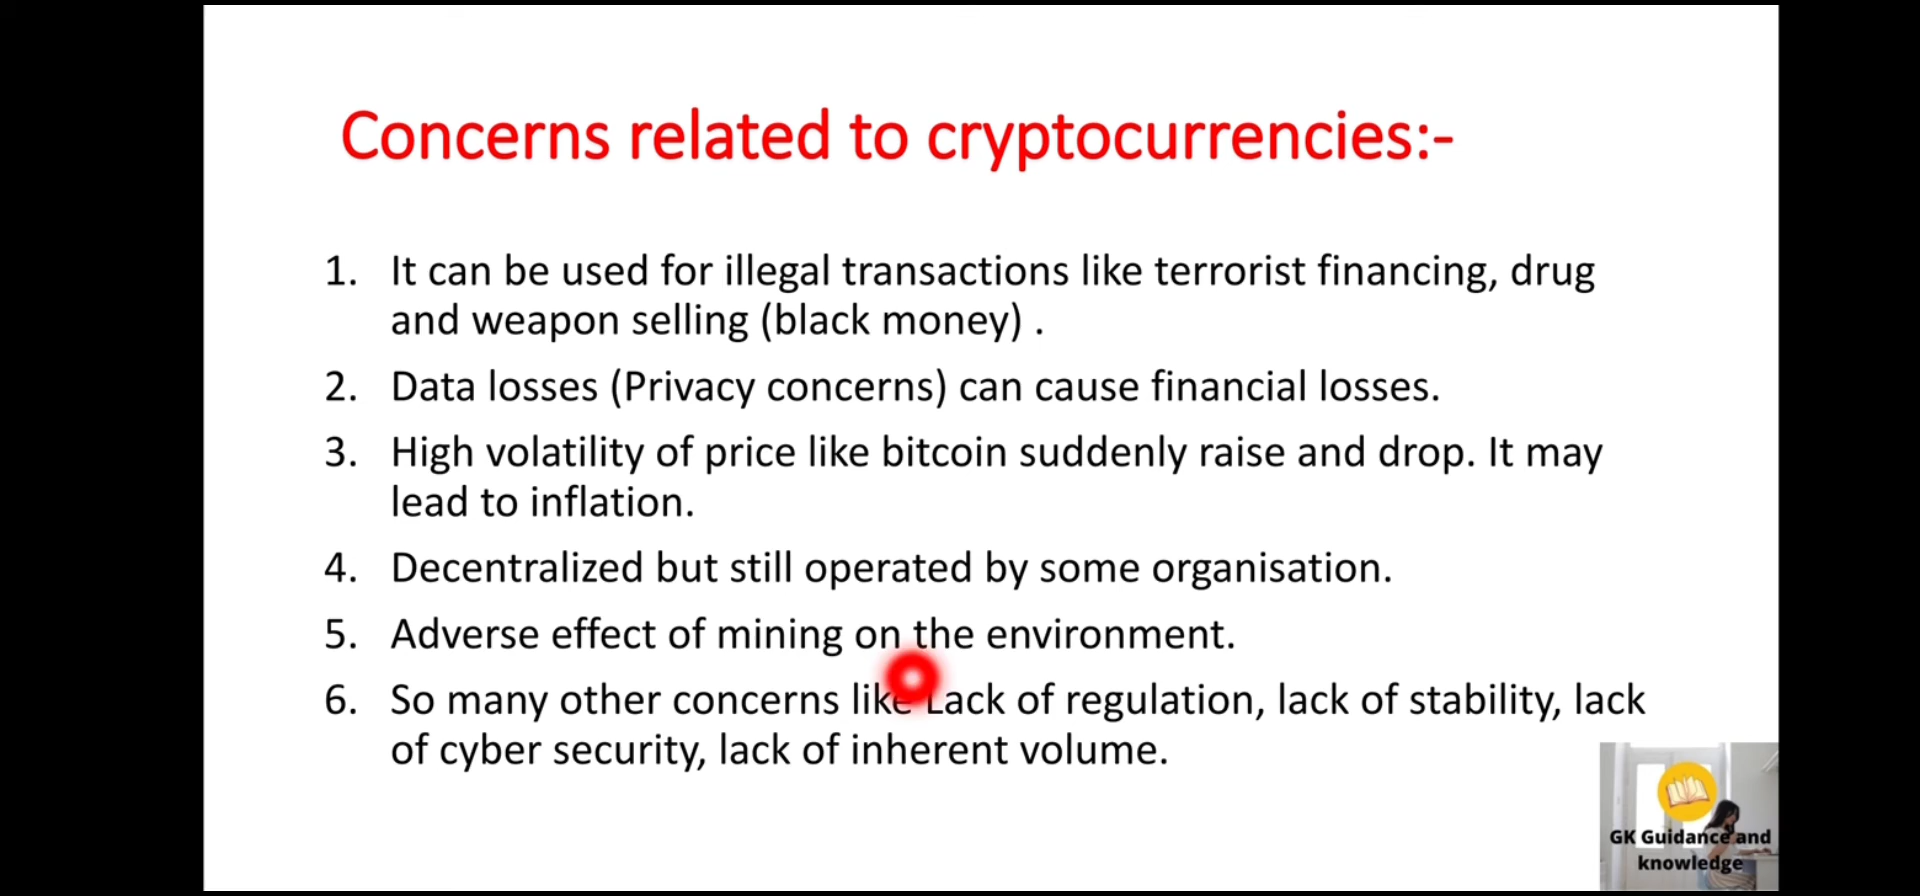 Concerns related to cryptocurrencies:-
1. It can be used for illegal transactions like terrorist financing, drug
and weapon selling (black money) .
2. Data losses (Privacy concerns) can cause financial losses.
3. High volatility of price like bitcoin suddenly raise and drop. It may
lead to inflation.
4. Decentralized but still operated by some organisation.
5. Adverse effect of mining on the environment.
6. So many other concerns like Lack of regulation, lack of stability, lack
of cyber security, lack of inherent volume.
GK Guidance and
knowledge